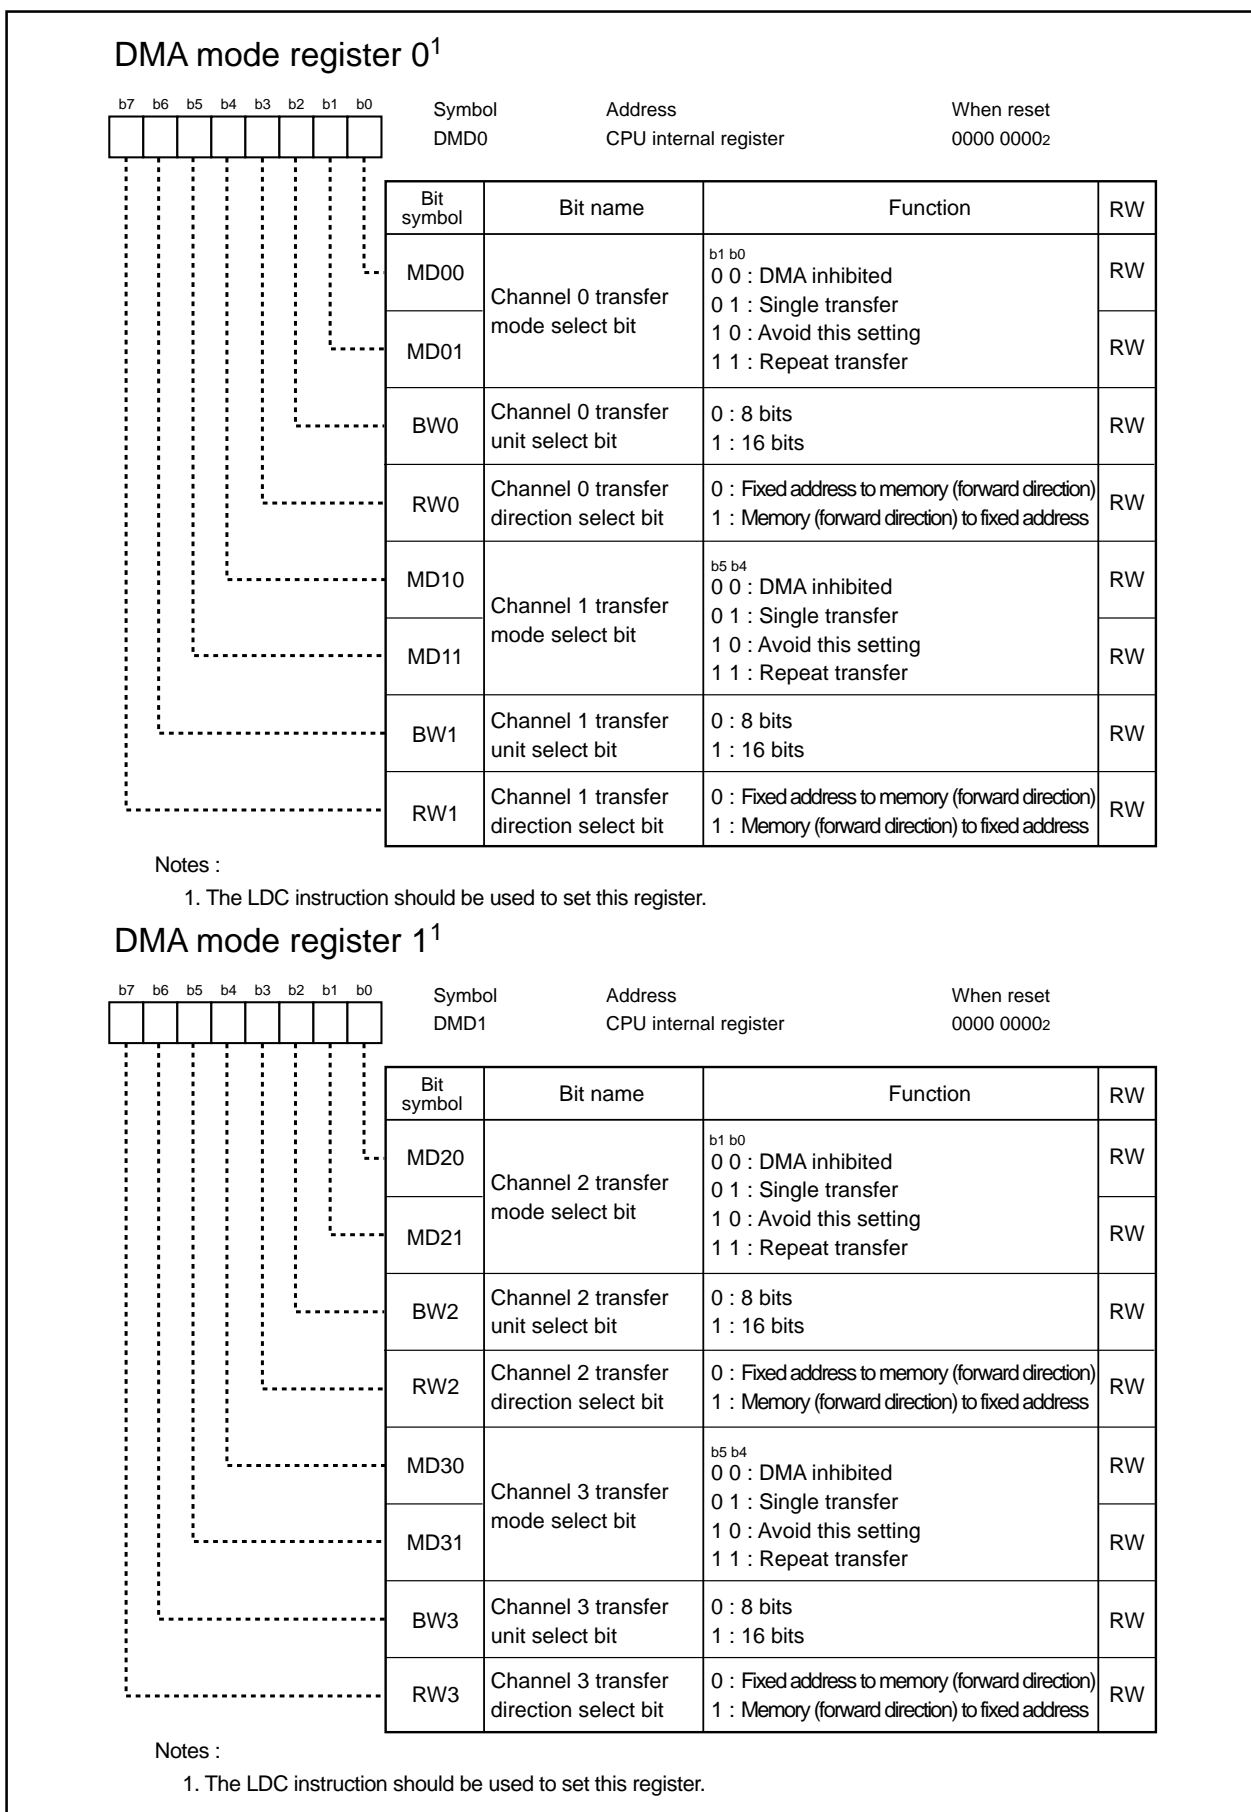 DMA mode register 0¹
b7 b6 b5 b4 b3 b2 b1 b0
Symbol Address When reset
DMD0 CPU internal register 0000 0000₂
Bit symbol Bit name Function RW
MD00 Channel 0 transfer mode select bit b1 b0 RW
0 0 : DMA inhibited
0 1 : Single transfer
MD01 1 0 : Avoid this setting RW
1 1 : Repeat transfer
BW0 Channel 0 transfer unit select bit 0 : 8 bits RW
1 : 16 bits
RW0 Channel 0 transfer direction select bit 0 : Fixed address to memory (forward direction) RW
1 : Memory (forward direction) to fixed address
MD10 Channel 1 transfer mode select bit b5 b4 RW
0 0 : DMA inhibited
0 1 : Single transfer
MD11 1 0 : Avoid this setting RW
1 1 : Repeat transfer
BW1 Channel 1 transfer unit select bit 0 : 8 bits RW
1 : 16 bits
RW1 Channel 1 transfer direction select bit 0 : Fixed address to memory (forward direction) RW
1 : Memory (forward direction) to fixed address
Notes :
1. The LDC instruction should be used to set this register.
DMA mode register 1¹
b7 b6 b5 b4 b3 b2 b1 b0
Symbol Address When reset
DMD1 CPU internal register 0000 0000₂
Bit symbol Bit name Function RW
MD20 Channel 2 transfer mode select bit b1 b0 RW
0 0 : DMA inhibited
0 1 : Single transfer
MD21 1 0 : Avoid this setting RW
1 1 : Repeat transfer
BW2 Channel 2 transfer unit select bit 0 : 8 bits RW
1 : 16 bits
RW2 Channel 2 transfer direction select bit 0 : Fixed address to memory (forward direction) RW
1 : Memory (forward direction) to fixed address
MD30 Channel 3 transfer mode select bit b5 b4 RW
0 0 : DMA inhibited
0 1 : Single transfer
MD31 1 0 : Avoid this setting RW
1 1 : Repeat transfer
BW3 Channel 3 transfer unit select bit 0 : 8 bits RW
1 : 16 bits
RW3 Channel 3 transfer direction select bit 0 : Fixed address to memory (forward direction) RW
1 : Memory (forward direction) to fixed address
Notes :
1. The LDC instruction should be used to set this register.